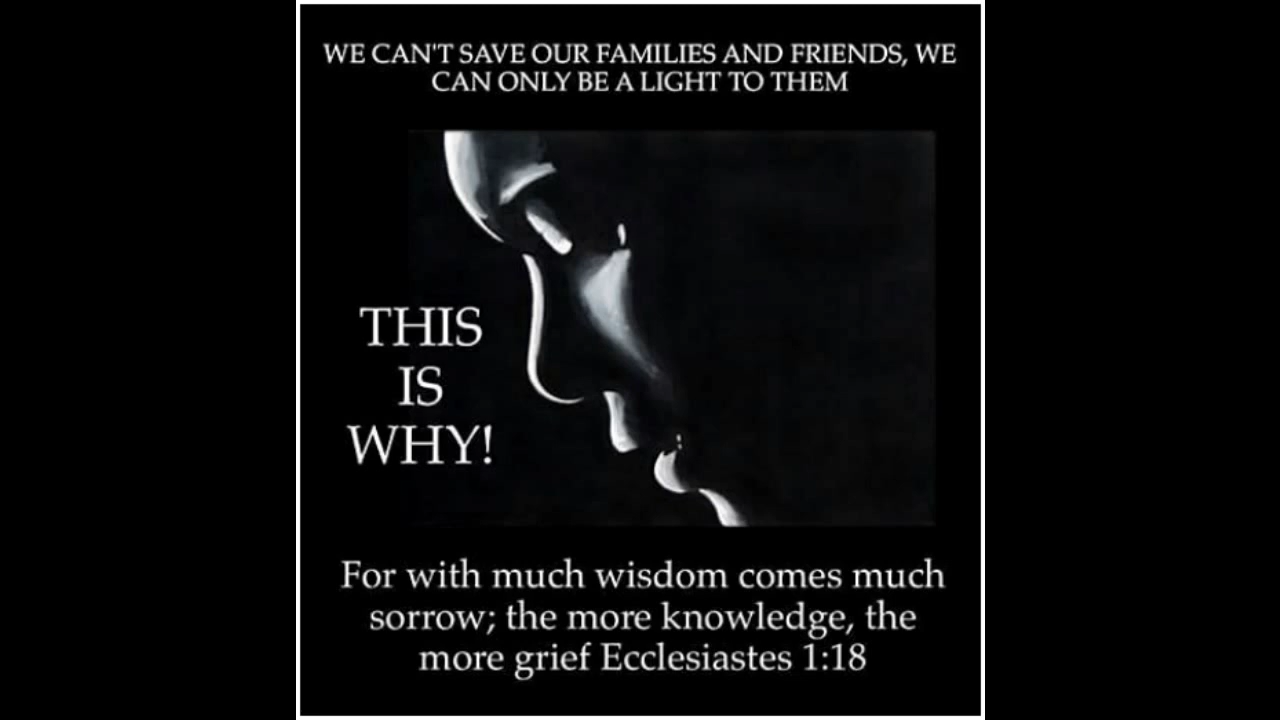 WE CAN'T SAVE OUR FAMILIES AND FRIENDS, WE
CAN ONLY BE A LIGHT TO THEM
THIS
IS
WHY!
For with much wisdom comes much
sorrow; the more knowledge, the
more grief Ecclesiastes 1:18